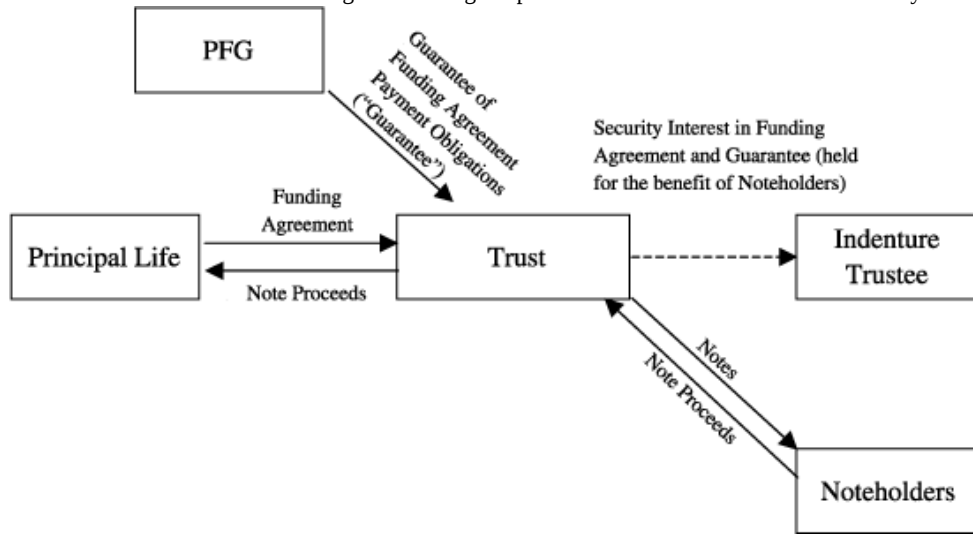 PFG
Guarantee of
Funding Agreement
Payment Obligations
("Guarantee")
Security Interest in Funding
Agreement and Guarantee (held
for the benefit of Noteholders)
Funding
Agreement
Principal Life
Trust
Indenture
Trustee
Note Proceeds
Notes
Note Proceeds
Noteholders